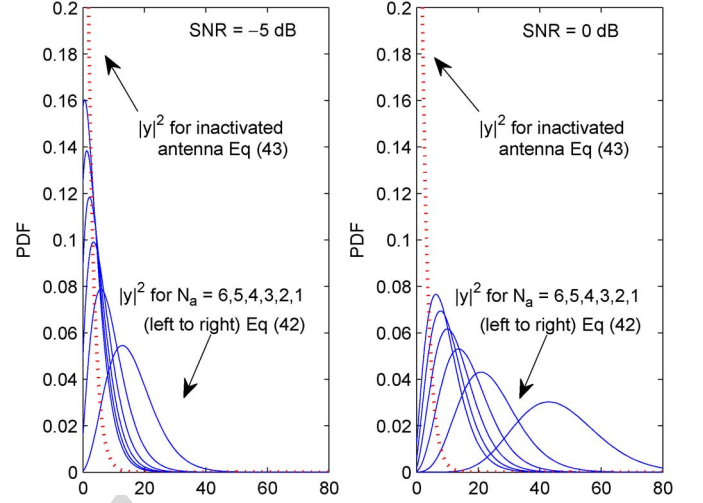 0.2
0.18
0.16
0.14
0.12
0.1
0.08
0.06
0.04
0.02
0
PDF
SNR = −5 dB
|y|² for inactivated
antenna Eq (43)
|y|² for Nₐ = 6,5,4,3,2,1
(left to right) Eq (42)
0 20 40 60 80
0.2
0.18
0.16
0.14
0.12
0.1
0.08
0.06
0.04
0.02
0
PDF
SNR = 0 dB
|y|² for inactivated
antenna Eq (43)
|y|² for Nₐ = 6,5,4,3,2,1
(left to right) Eq (42)
0 20 40 60 80